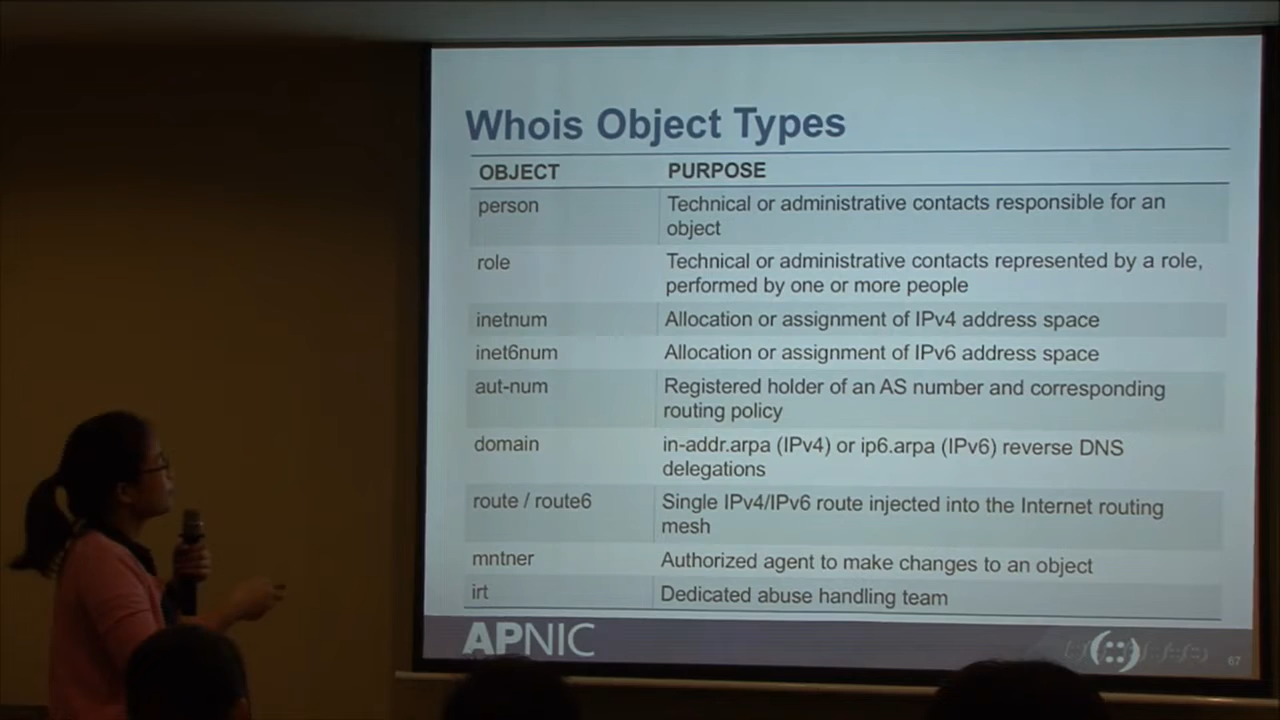 Whois Object Types
OBJECT PURPOSE
person Technical or administrative contacts responsible for an
object
role Technical or administrative contacts represented by a role,
performed by one or more people
inetnum Allocation or assignment of IPv4 address space
inet6num Allocation or assignment of IPv6 address space
aut-num Registered holder of an AS number and corresponding
routing policy
domain in-addr.arpa (IPv4) or ip6.arpa (IPv6) reverse DNS
delegations
route / route6 Single IPv4/IPv6 route injected into the Internet routing
mesh
mntner Authorized agent to make changes to an object
irt Dedicated abuse handling team
APNIC
(::)
67